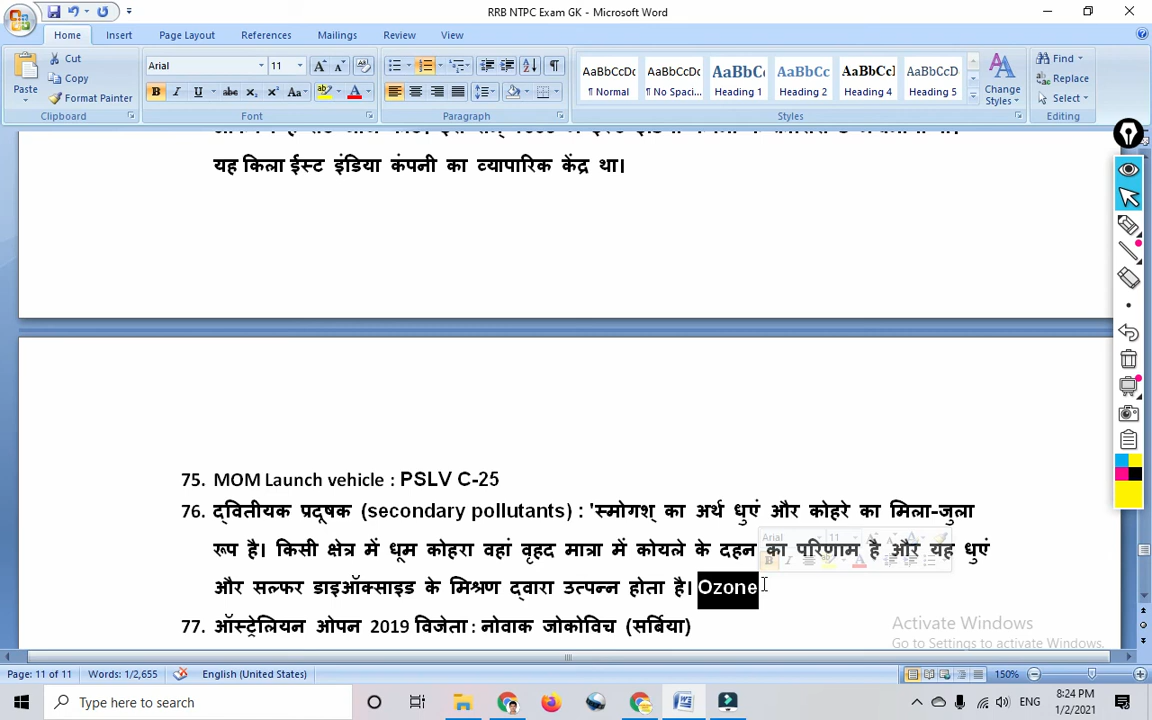 RRB NTPC Exam GK - Microsoft Word
Home Insert Page Layout References Mailings Review View
Paste
Cut
Copy
Format Painter
Clipboard
Arial 11
B I U abc x₂ x² Aa A
Font
Paragraph
AaBbCcDc AaBbCcDc AaBbC AaBbCc AaBbCcI AaBbCcD
¶ Normal ¶ No Spaci... Heading 1 Heading 2 Heading 4 Heading 5
Change Styles
Styles
Find
Replace
Select
Editing
यह किला ईस्ट इंडिया कंपनी का व्यापारिक केंद्र था।
75. MOM Launch vehicle : PSLV C-25
76. द्वितीयक प्रदूषक (secondary pollutants) : 'स्मोगश् का अर्थ धुएं और कोहरे का मिला-जुला
रूप है। किसी क्षेत्र में धूम कोहरा वहां वृहद मात्रा में कोयले के दहन का परिणाम है और यह धुएं
और सल्फर डाइऑक्साइड के मिश्रण द्वारा उत्पन्न होता है। Ozone
77. ऑस्ट्रेलियन ओपन 2019 विजेता : नोवाक जोकोविच (सर्बिया)
Arial 11
Activate Windows
Go to Settings to activate Windows.
Page: 11 of 11 Words: 1/2,655 English (United States) 150%
Type here to search
ENG
8:24 PM
1/2/2021